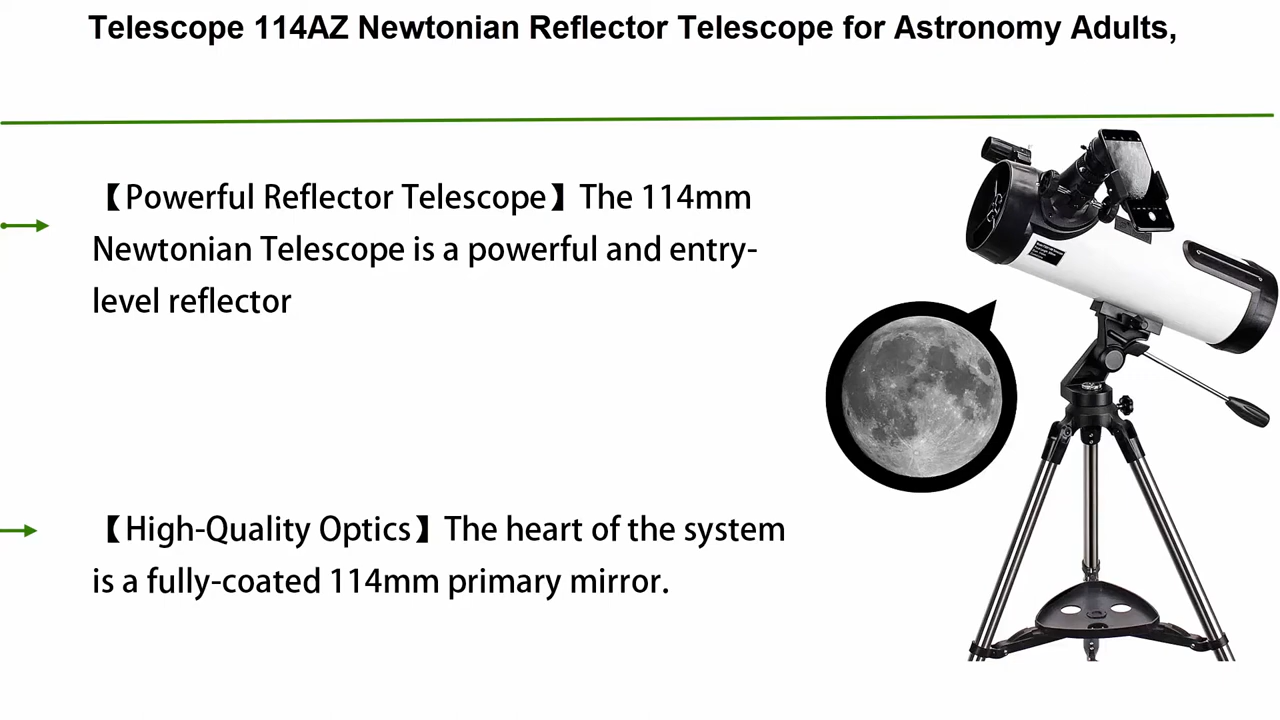 Telescope 114AZ Newtonian Reflector Telescope for Astronomy Adults,
【Powerful Reflector Telescope】The 114mm
Newtonian Telescope is a powerful and entry-
level reflector
【High-Quality Optics】The heart of the system
is a fully-coated 114mm primary mirror.